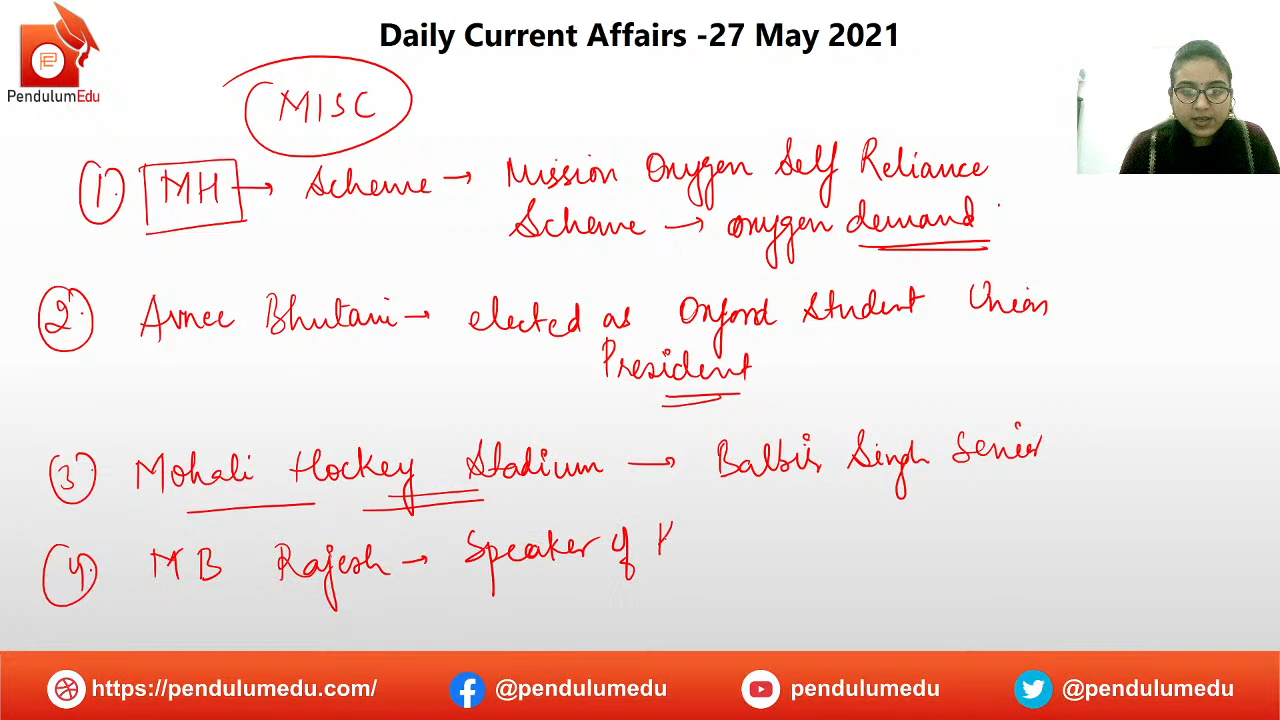 Daily Current Affairs -27 May 2021
PendulumEdu
MISC
1. MH → Scheme → Mission Oxygen Self Reliance
Scheme → oxygen demand
2. Avnee Bhutani → elected as Oxford Student Union
President
3. Mohali Hockey Stadium → Balbir Singh Senior
4. M B Rajesh → Speaker of
https://pendulumedu.com/ @pendulumedu pendulumedu @pendulumedu